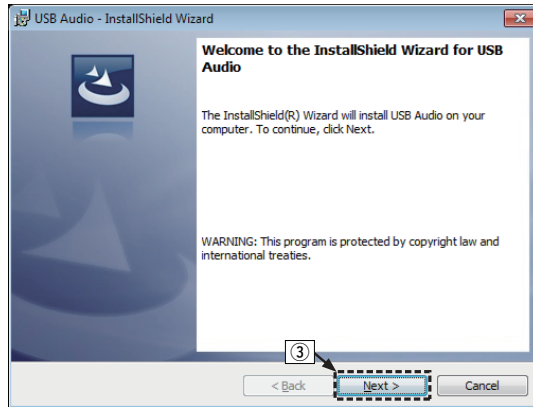 USB Audio - InstallShield Wizard
Welcome to the InstallShield Wizard for USB
Audio
The InstallShield(R) Wizard will install USB Audio on your
computer. To continue, click Next.
WARNING: This program is protected by copyright law and
international treaties.
③
< Back
Next >
Cancel